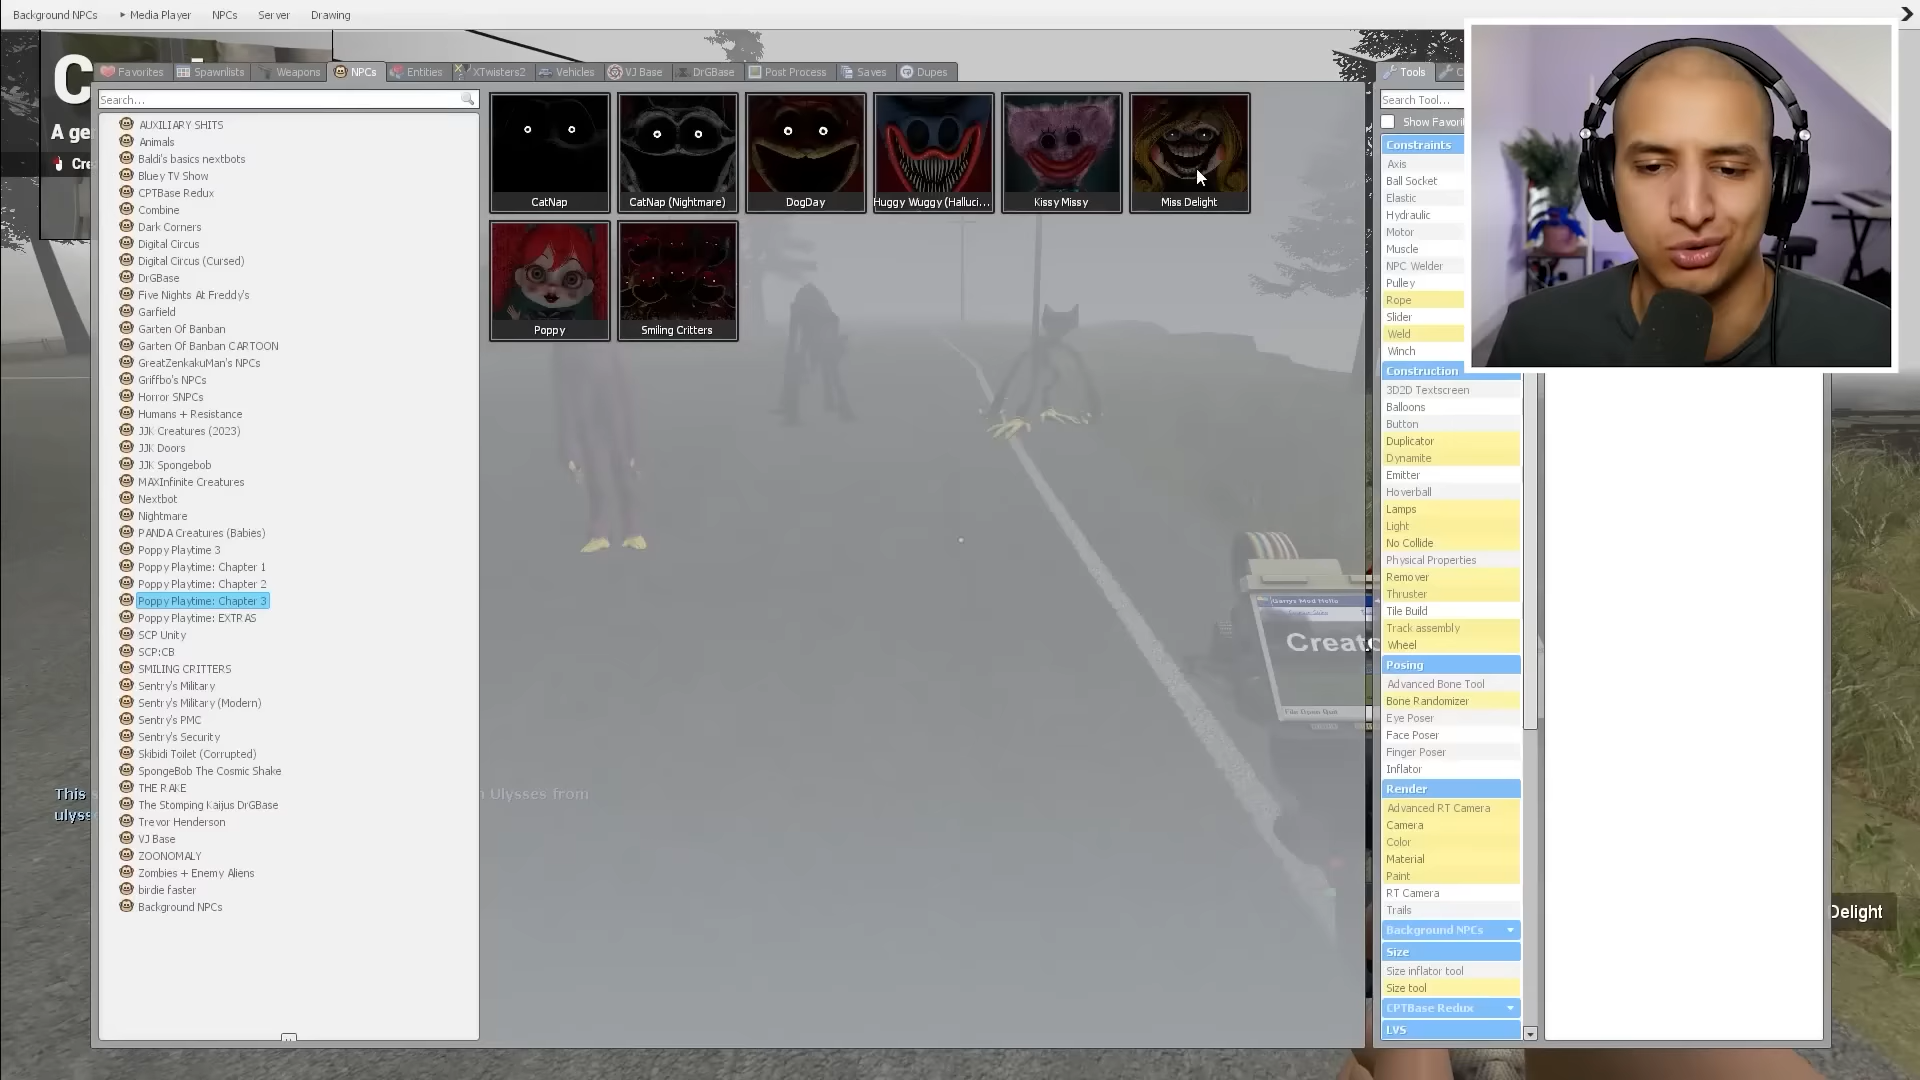 Background NPCs
Media Player
NPCs
Server
Drawing
C
A ge
Cre
Favorites
Spawnlists
Weapons
NPCs
Entities
XTwisters2
Vehicles
VJ Base
DrGBase
Post Process
Saves
Dupes
Search...
AUXILIARY SHITS
Animals
Baldi's basics nextbots
Bluey TV Show
CPTBase Redux
Combine
Dark Corners
Digital Circus
Digital Circus (Cursed)
DrGBase
Five Nights At Freddy's
Garfield
Garten Of Banban
Garten Of Banban CARTOON
GreatZenkakuMan's NPCs
Griffbo's NPCs
Horror SNPCs
Humans + Resistance
JJK Creatures (2023)
JJK Doors
JJK Spongebob
MAXInfinite Creatures
Nextbot
Nightmare
PANDA Creatures (Babies)
Poppy Playtime 3
Poppy Playtime: Chapter 1
Poppy Playtime: Chapter 2
Poppy Playtime: Chapter 3
Poppy Playtime: EXTRAS
SCP Unity
SCP:CB
SMILING CRITTERS
Sentry's Military
Sentry's Military (Modern)
Sentry's PMC
Sentry's Security
Skibidi Toilet (Corrupted)
SpongeBob The Cosmic Shake
THE RAKE
The Stomping Kaijus DrGBase
Trevor Henderson
VJ Base
ZOONOMALY
Zombies + Enemy Aliens
birdie faster
Background NPCs
CatNap
CatNap (Nightmare)
DogDay
Huggy Wuggy (Halluci...
Kissy Missy
Miss Delight
Poppy
Smiling Critters
This
Ulysses from
ulyss
Creato
Tools
Search Tool...
Show Favori
Constraints
Axis
Ball Socket
Elastic
Hydraulic
Motor
Muscle
NPC Welder
Pulley
Rope
Slider
Weld
Winch
Construction
3D2D Textscreen
Balloons
Button
Duplicator
Dynamite
Emitter
Hoverball
Lamps
Light
No Collide
Physical Properties
Remover
Thruster
Tile Build
Track assembly
Wheel
Posing
Advanced Bone Tool
Bone Randomizer
Eye Poser
Face Poser
Finger Poser
Inflator
Render
Advanced RT Camera
Camera
Color
Material
Paint
RT Camera
Trails
Background NPCs
Size
Size inflator tool
Size tool
CPTBase Redux
LVS
Delight